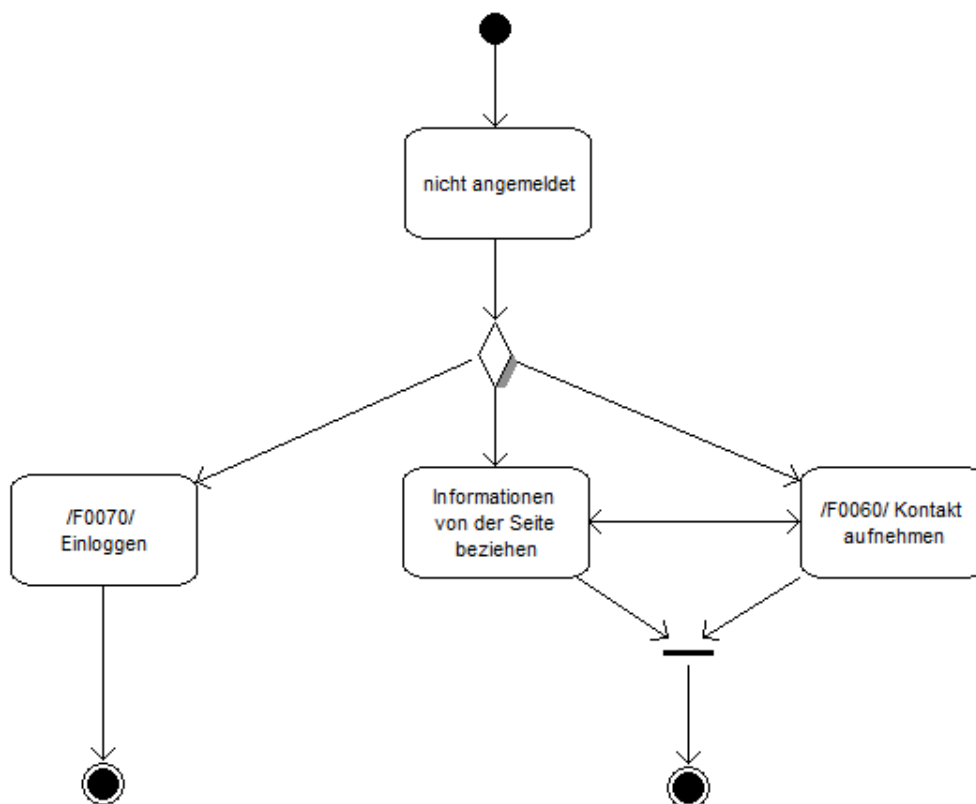 nicht angemeldet
/F0070/
Einloggen
Informationen
von der Seite
beziehen
/F0060/ Kontakt
aufnehmen